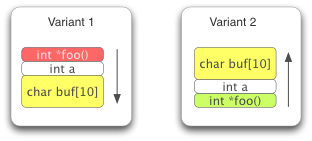 Variant 1
int *foo()
int a
char buf[10]
Variant 2
char buf[10]
int a
int *foo()